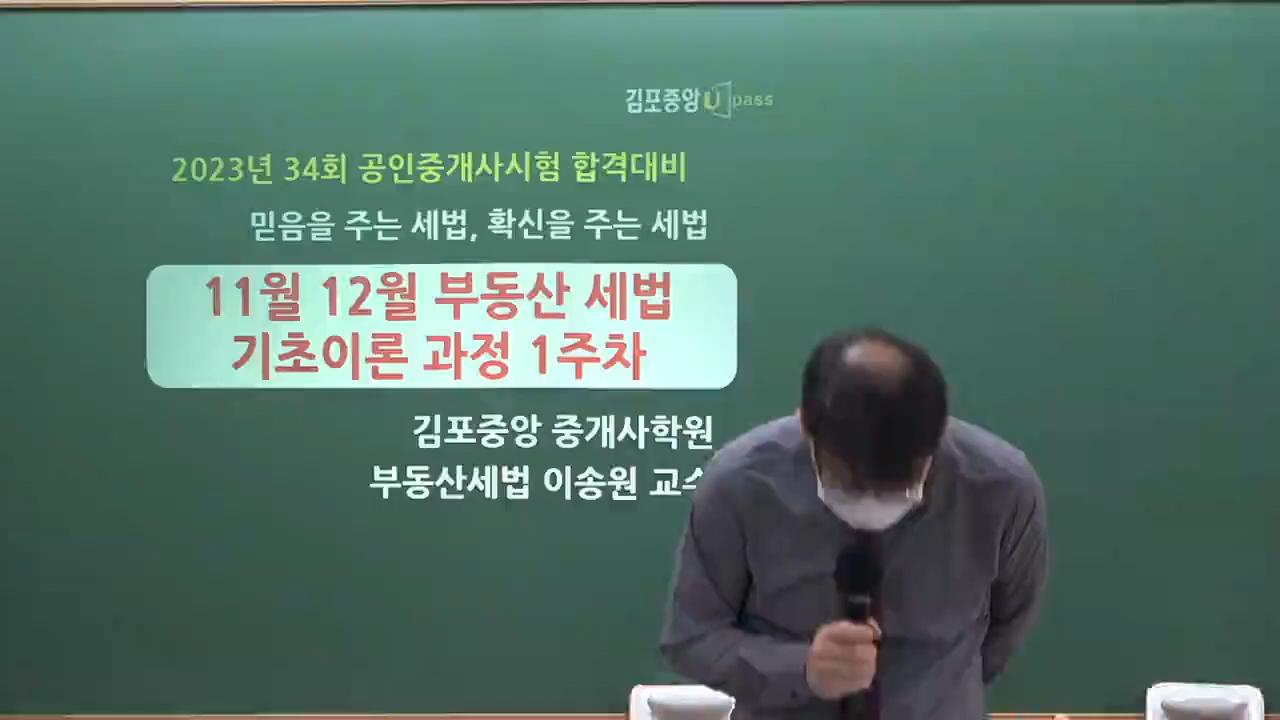 김포중앙 U pass
2023년 34회 공인중개사시험 합격대비
믿음을 주는 세법, 확신을 주는 세법
11월 12월 부동산 세법
기초이론 과정 1주차
김포중앙 중개사학원
부동산세법 이송원